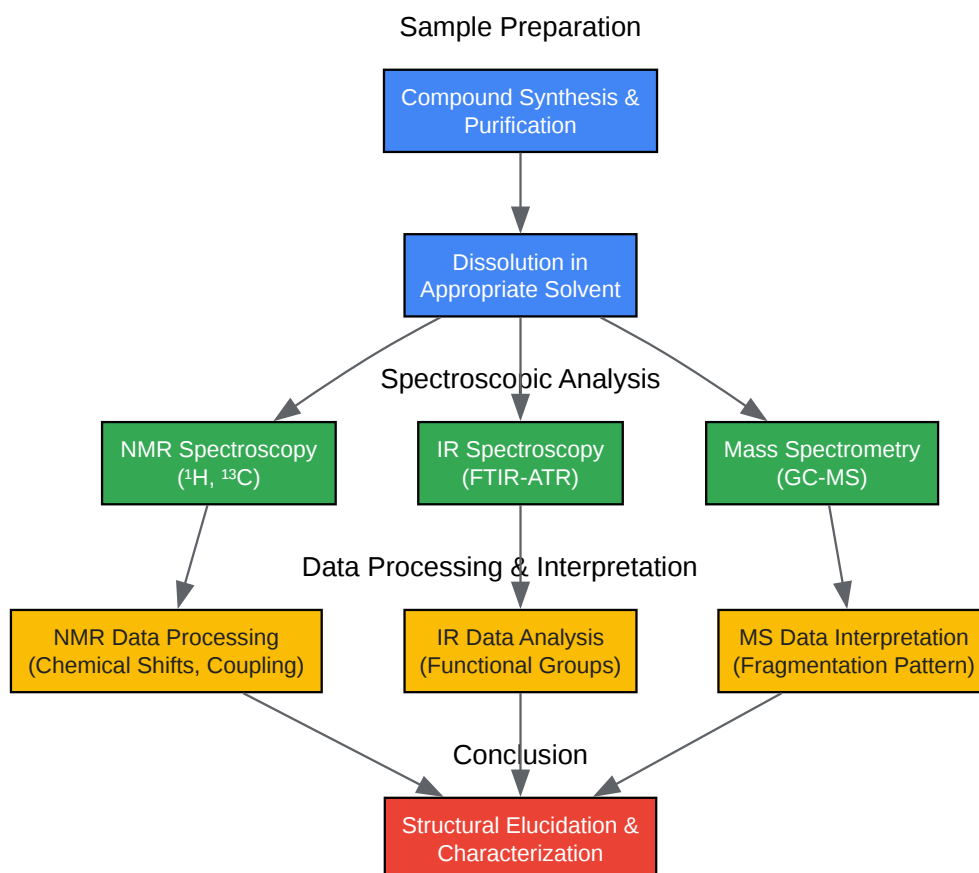 Sample Preparation
Compound Synthesis &
Purification
Dissolution in
Appropriate Solvent
Spectroscopic Analysis
NMR Spectroscopy
(¹H, ¹³C)
IR Spectroscopy
(FTIR-ATR)
Mass Spectrometry
(GC-MS)
Data Processing & Interpretation
NMR Data Processing
(Chemical Shifts, Coupling)
IR Data Analysis
(Functional Groups)
MS Data Interpretation
(Fragmentation Pattern)
Conclusion
Structural Elucidation &
Characterization